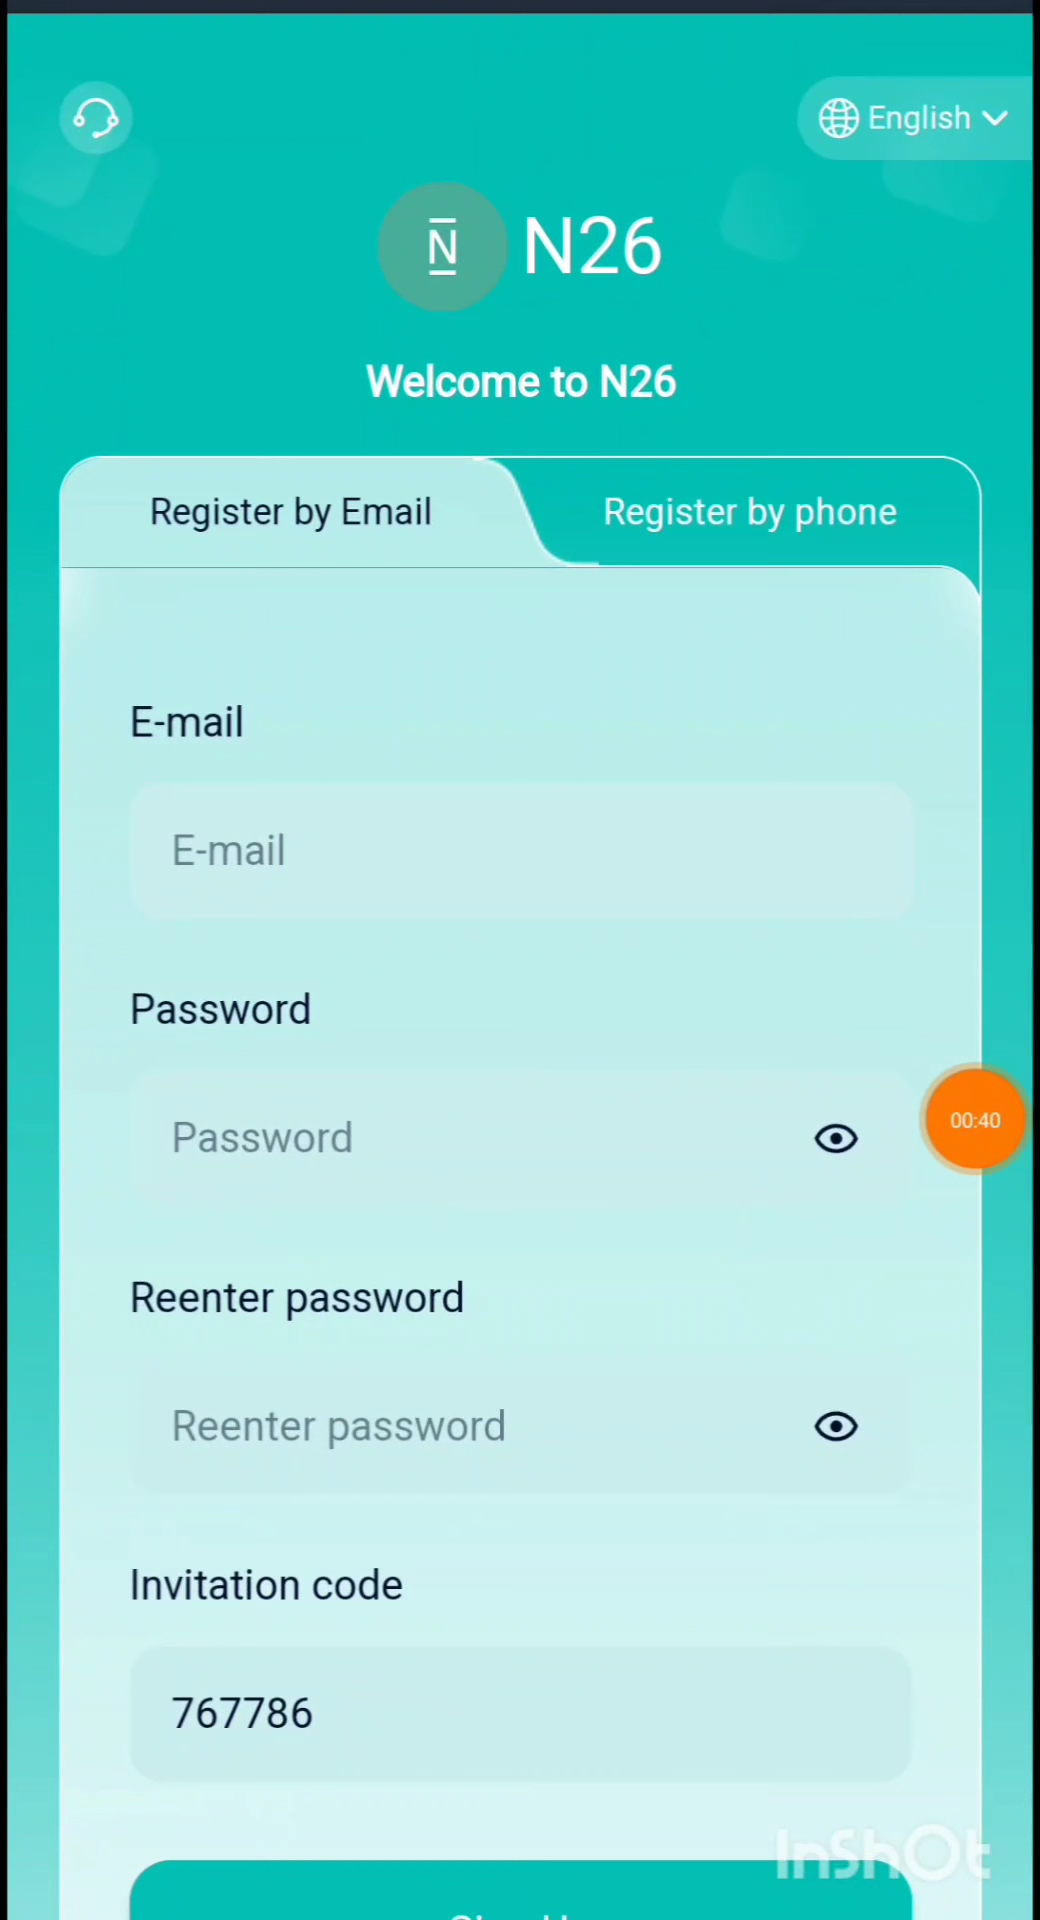 English
N N26
Welcome to N26
Register by Email Register by phone
E-mail
E-mail
Password
Password
00:40
Reenter password
Reenter password
Invitation code
767786
InShOt